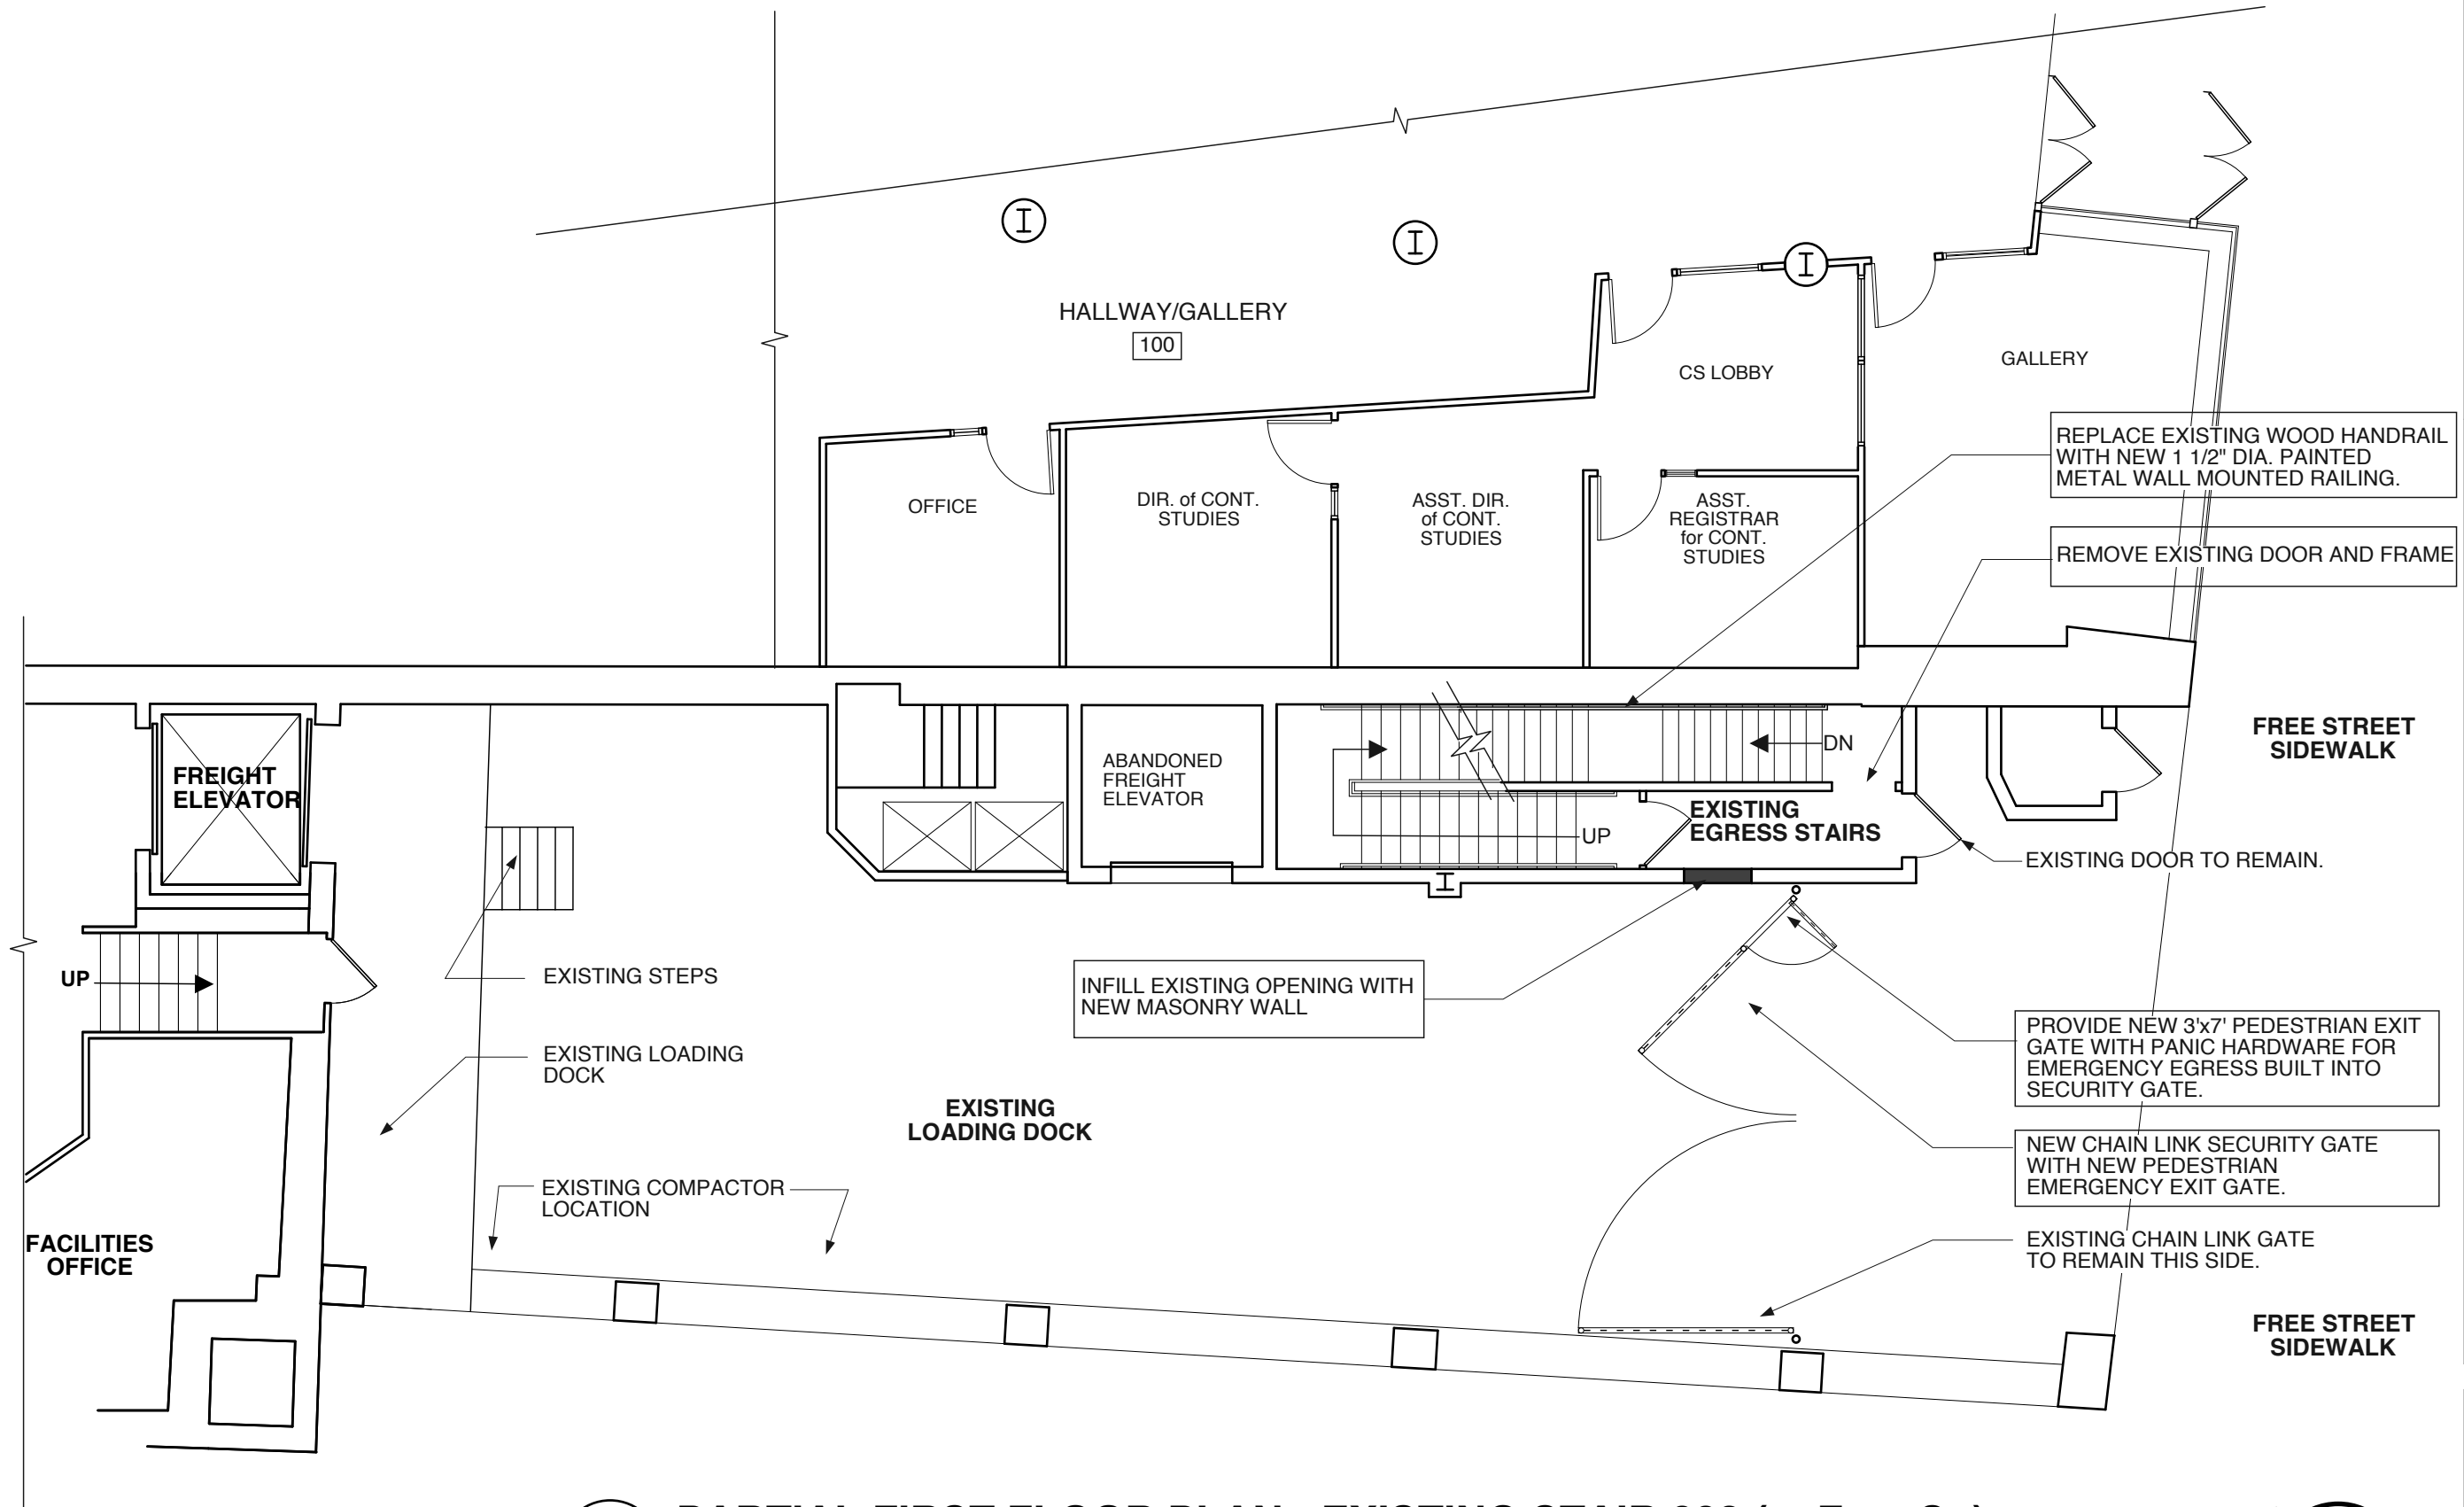 HALLWAY/GALLERY
100
CS LOBBY
GALLERY
REPLACE EXISTING WOOD HANDRAIL
WITH NEW 1 1/2" DIA. PAINTED
METAL WALL MOUNTED RAILING.
OFFICE
DIR. of CONT.
STUDIES
ASST. DIR.
of CONT.
STUDIES
ASST.
REGISTRAR
for CONT.
STUDIES
REMOVE EXISTING DOOR AND FRAME
FREE STREET
SIDEWALK
FREIGHT
ELEVATOR
ABANDONED
FREIGHT
ELEVATOR
DN
UP
EXISTING
EGRESS STAIRS
EXISTING DOOR TO REMAIN.
UP
EXISTING STEPS
INFILL EXISTING OPENING WITH
NEW MASONRY WALL
PROVIDE NEW 3'x7' PEDESTRIAN EXIT
GATE WITH PANIC HARDWARE FOR
EMERGENCY EGRESS BUILT INTO
SECURITY GATE.
EXISTING LOADING
DOCK
EXISTING
LOADING DOCK
NEW CHAIN LINK SECURITY GATE
WITH NEW PEDESTRIAN
EMERGENCY EXIT GATE.
EXISTING COMPACTOR
LOCATION
FACILITIES
OFFICE
EXISTING CHAIN LINK GATE
TO REMAIN THIS SIDE.
FREE STREET
SIDEWALK